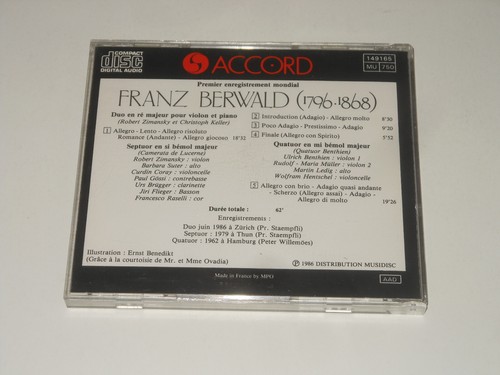 COMPACT
disc
DIGITAL AUDIO
ACCORD
149165
MU 750
Premier enregistrement mondial
FRANZ BERWALD (1796-1868)
Duo en ré majeur pour violon et piano
(Robert Zimansky et Christoph Keller)
1 Allegro - Lento - Allegro risoluto
Romance (Andante) - Allegro giocoso 18'32
Septuor en si bémol majeur
(Camerata de Lucerne)
Robert Zimansky : violon
Barbara Suter : alto
Curdin Coray : violoncelle
Paul Gössi : contrebasse
Urs Brügger : clarinette
Jiri Flieger : Basson
Francesco Raselli : cor
2 Introduction (Adagio) - Allegro molto 8'30
3 Poco Adagio - Prestissimo - Adagio 9'20
4 Finale (Allegro con Spirito) 5'52
Quatuor en mi bémol majeur
(Quatuor Benthien)
Ulrich Benthien : violon 1
Rudolf - Maria Müller : violon 2
Martin Ledig : alto
Wolfram Hentschel : violoncelle
5 Allegro con brio - Adagio quasi andante
- Scherzo (Allegro assai) - Adagio -
Allegro di molto 19'26
Durée totale : 62'
Enregistrements :
Duo juin 1986 à Zürich (Pr. Staempfli)
Septuor : 1979 à Thun (Pr. Staempfli)
Quatuor : 1962 à Hamburg (Peter Willemöes)
Illustration : Ernst Benedikt
(Grâce à la courtoisie de Mr. et Mme Ovadia)
℗ 1986 DISTRIBUTION MUSIDISC
Made in France by MPO
AAD